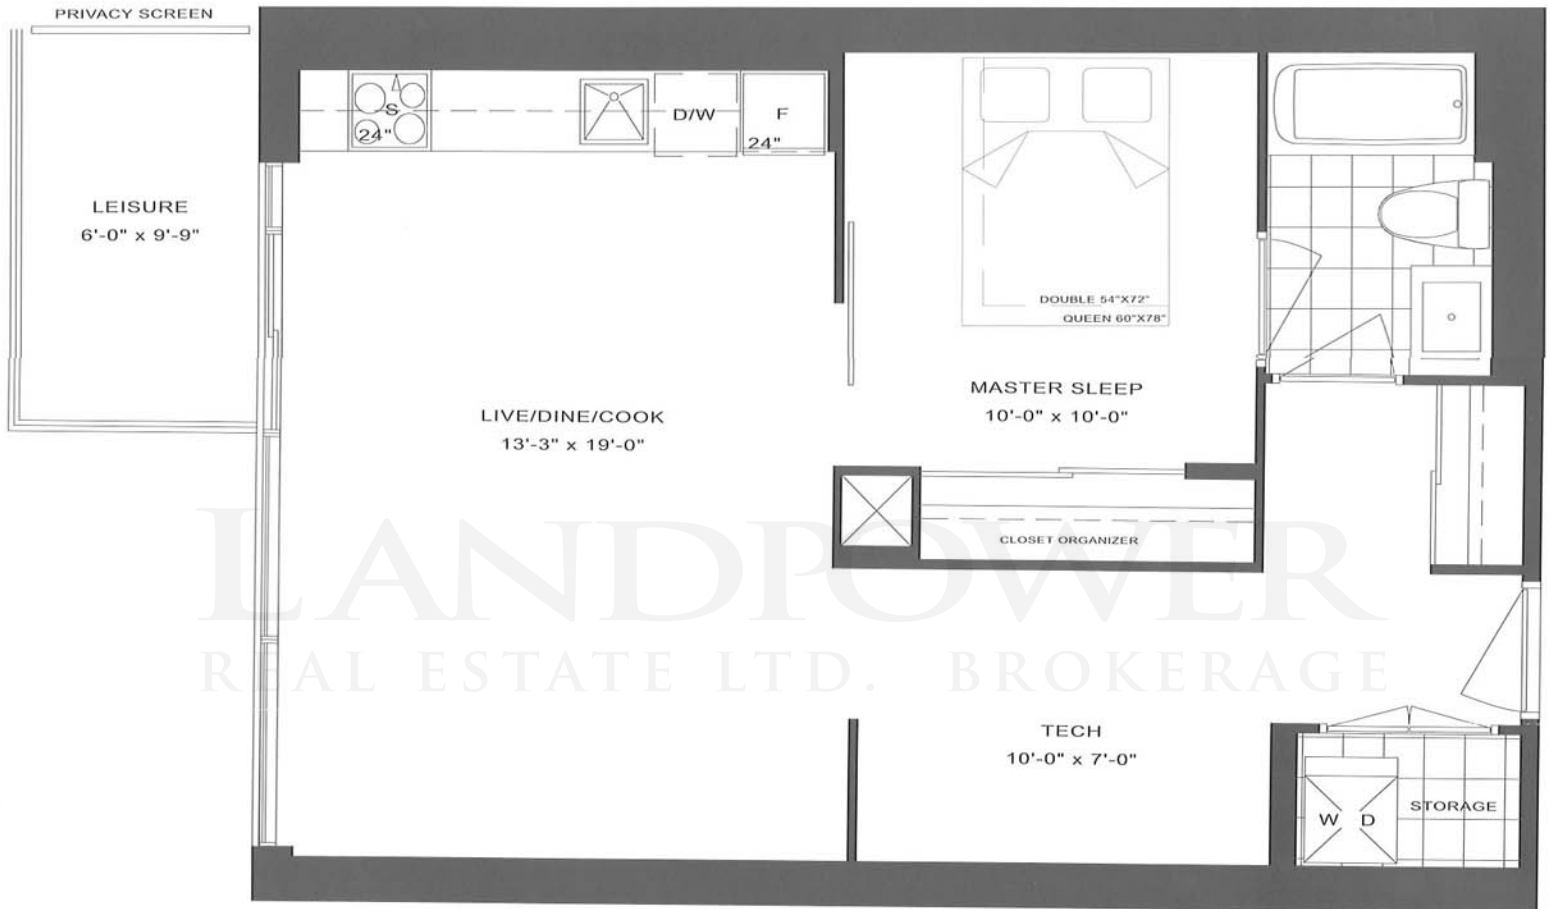 PRIVACY SCREEN
S
24"
D/W
F
24"
LEISURE
6'-0" x 9'-9"
DOUBLE 54"X72"
QUEEN 60"X78"
MASTER SLEEP
10'-0" x 10'-0"
LIVE/DINE/COOK
13'-3" x 19'-0"
CLOSET ORGANIZER
LANDPOWER
REAL ESTATE LTD. BROKERAGE
TECH
10'-0" x 7'-0"
STORAGE
W D